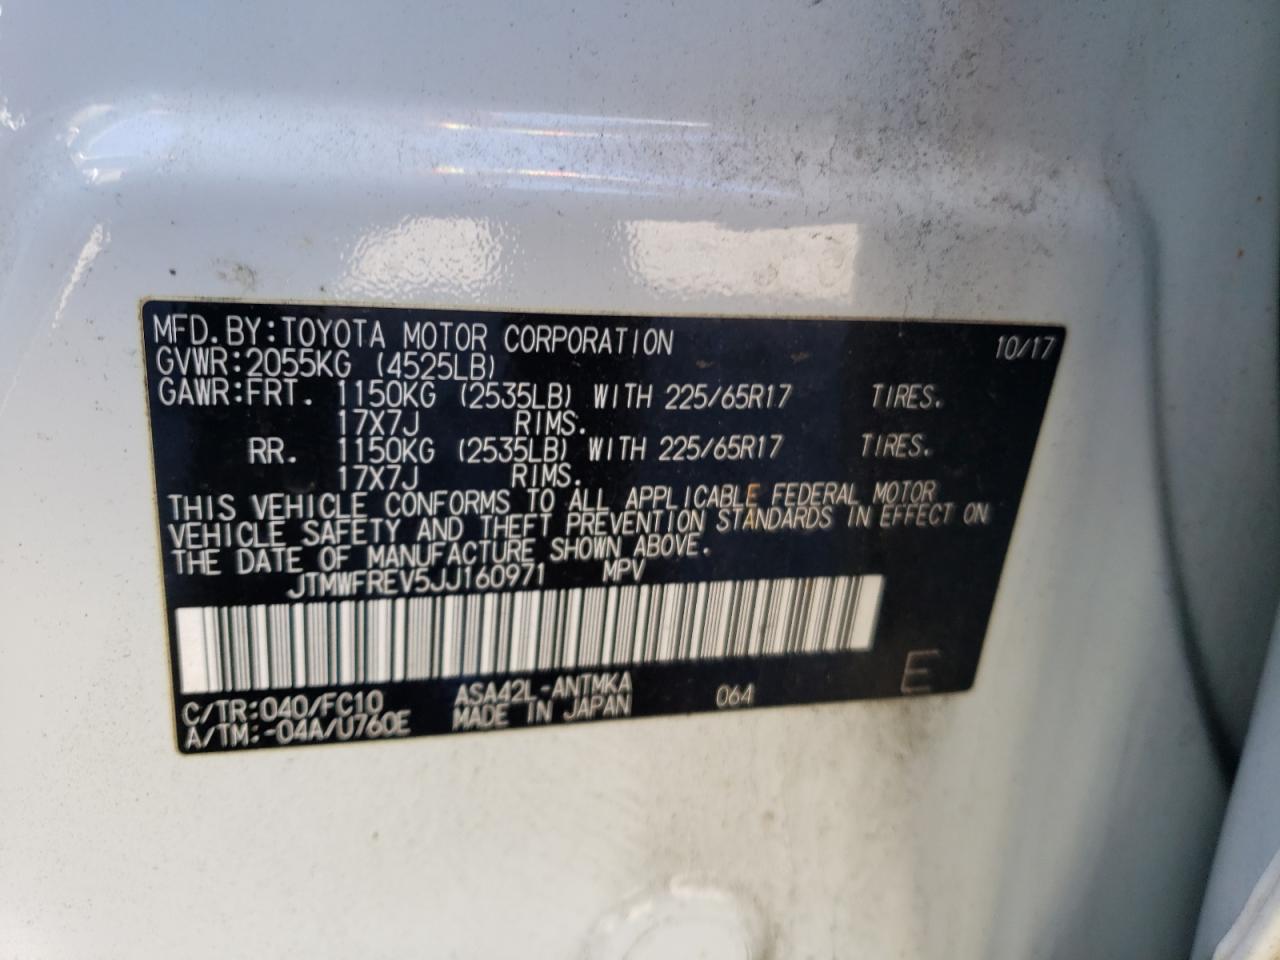 MFD.BY:TOYOTA MOTOR CORPORATION 10/17
GVWR:2055KG (4525LB)
GAWR:FRT. 1150KG (2535LB) WITH 225/65R17 TIRES.
17X7J RIMS.
RR. 1150KG (2535LB) WITH 225/65R17 TIRES.
17X7J RIMS.
THIS VEHICLE CONFORMS TO ALL APPLICABLE FEDERAL MOTOR
VEHICLE SAFETY AND THEFT PREVENTION STANDARDS IN EFFECT ON
THE DATE OF MANUFACTURE SHOWN ABOVE.
JTMWFREV5JJ160971 MPV
C/TR:040/FC10 ASA42L-ANTMKA 064 E
A/TM:-04A/U760E MADE IN JAPAN